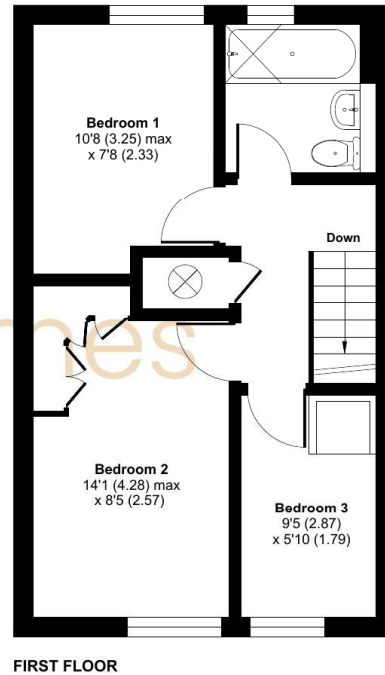 Bedroom 1
10'8 (3.25) max
x 7'8 (2.33)
Down
mes
Bedroom 2
14'1 (4.28) max
x 8'5 (2.57)
Bedroom 3
9'5 (2.87)
x 5'10 (1.79)
FIRST FLOOR